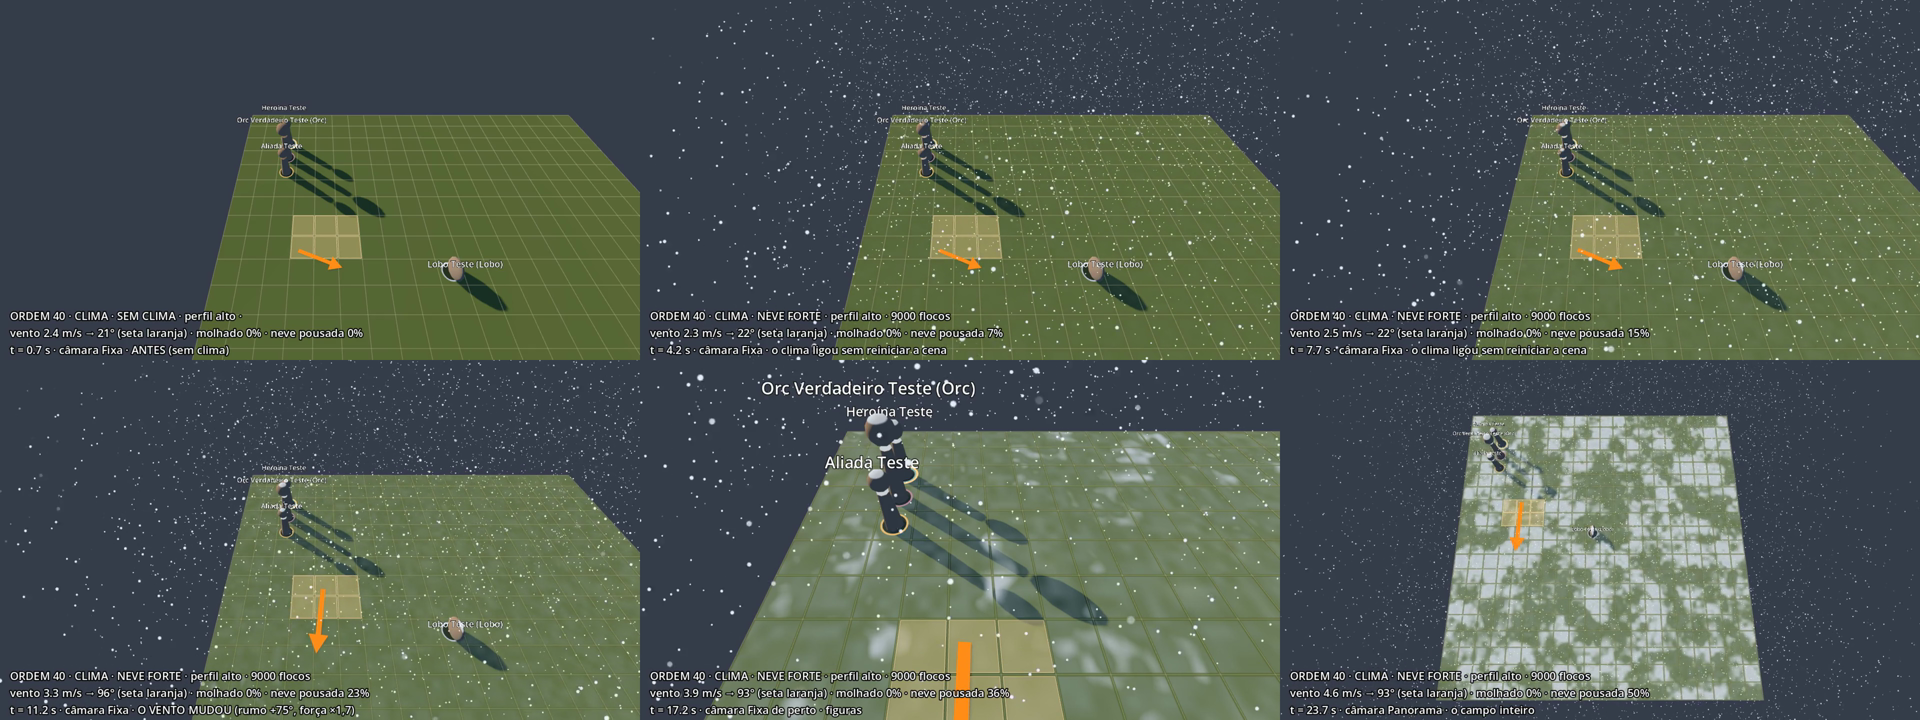 Heroína Teste
Orc Verdadeiro Teste (Orc)
Aliada Teste
Lobo Teste (Lobo)
ORDEM 40 · CLIMA · SEM CLIMA · perfil alto ·
vento 2.4 m/s → 21° (seta laranja) · molhado 0% · neve pousada 0%
t = 0.7 s · câmara Fixa · ANTES (sem clima)
Heroína Teste
Orc Verdadeiro Teste (Orc)
Aliada Teste
Lobo Teste (Lobo)
ORDEM 40 · CLIMA · NEVE FORTE · perfil alto · 9000 flocos
vento 2.3 m/s → 22° (seta laranja) · molhado 0% · neve pousada 7%
t = 4.2 s · câmara Fixa · o clima ligou sem reiniciar a cena
Heroína Teste
Orc Verdadeiro Teste (Orc)
Aliada Teste
Lobo Teste (Lobo)
ORDEM 40 · CLIMA · NEVE FORTE · perfil alto · 9000 flocos
vento 2.5 m/s → 22° (seta laranja) · molhado 0% · neve pousada 15%
t = 7.7 s · câmara Fixa · o clima ligou sem reiniciar a cena
Heroína Teste
Orc Verdadeiro Teste (Orc)
Aliada Teste
Lobo Teste (Lobo)
ORDEM 40 · CLIMA · NEVE FORTE · perfil alto · 9000 flocos
vento 3.3 m/s → 96° (seta laranja) · molhado 0% · neve pousada 23%
t = 11.2 s · câmara Fixa · O VENTO MUDOU (rumo +75°, força ×1,7)
Orc Verdadeiro Teste (Orc)
Heroína Teste
Aliada Teste
ORDEM 40 · CLIMA · NEVE FORTE · perfil alto · 9000 flocos
vento 3.9 m/s → 93° (seta laranja) · molhado 0% · neve pousada 36%
t = 17.2 s · câmara Fixa de perto · figuras
ORDEM 40 · CLIMA · NEVE FORTE · perfil alto · 9000 flocos
vento 4.6 m/s → 93° (seta laranja) · molhado 0% · neve pousada 50%
t = 23.7 s · câmara Panorama · o campo inteiro